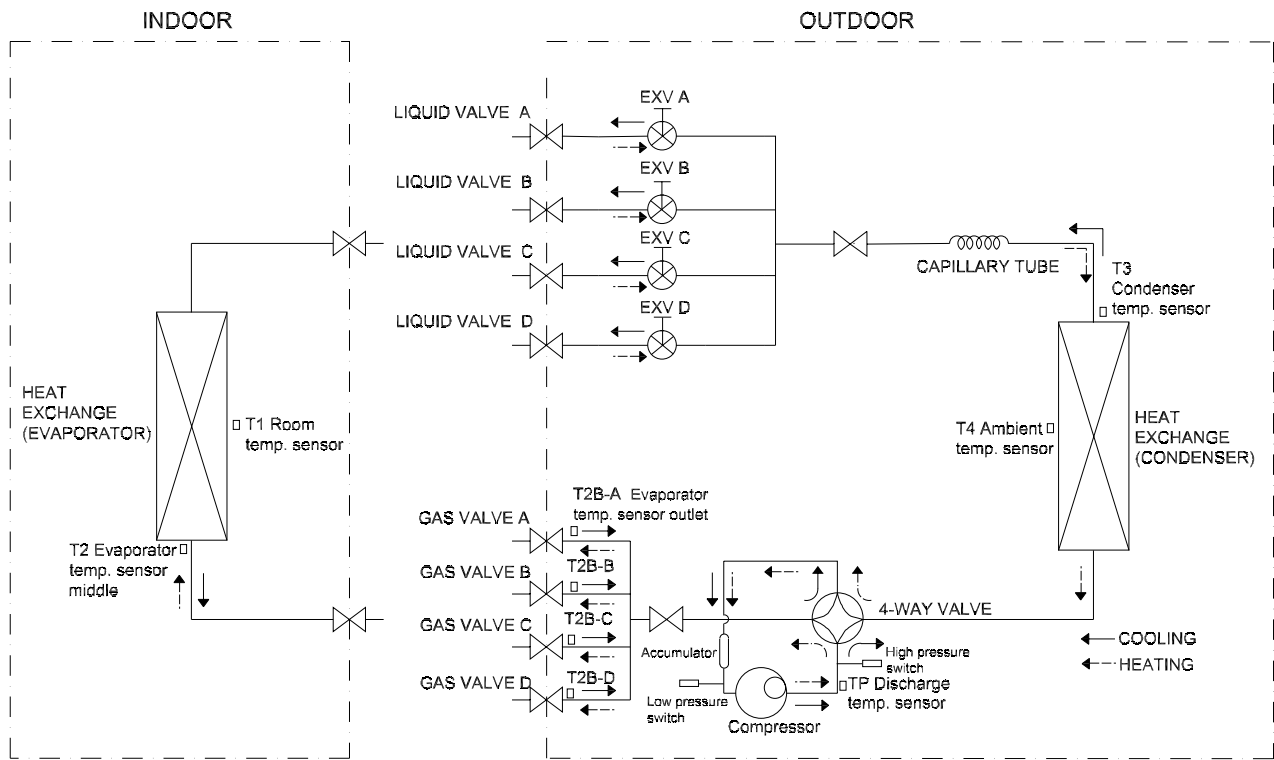 INDOOR
OUTDOOR
LIQUID VALVE A
EXV A
LIQUID VALVE B
EXV B
LIQUID VALVE C
EXV C
LIQUID VALVE D
EXV D
CAPILLARY TUBE
T3
Condenser
temp. sensor
HEAT
EXCHANGE
(EVAPORATOR)
T1 Room
temp. sensor
T4 Ambient
temp. sensor
HEAT
EXCHANGE
(CONDENSER)
T2 Evaporator
temp. sensor
middle
GAS VALVE A
T2B-A Evaporator
temp. sensor outlet
GAS VALVE B
T2B-B
GAS VALVE C
T2B-C
GAS VALVE D
T2B-D
4-WAY VALVE
Accumulator
High pressure
switch
Low pressure
switch
TP Discharge
temp. sensor
Compressor
COOLING
HEATING